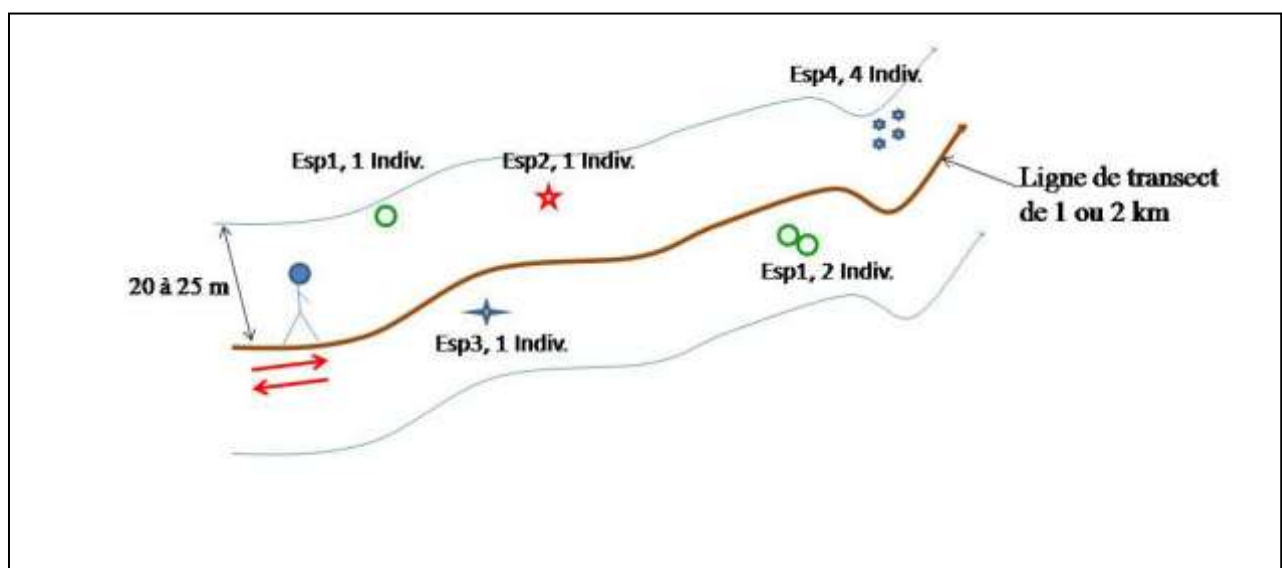 Esp4, 4 Indiv.
Esp1, 1 Indiv.
Esp2, 1 Indiv.
Ligne de transect
de 1 ou 2 km
20 à 25 m
Esp1, 2 Indiv.
Esp3, 1 Indiv.